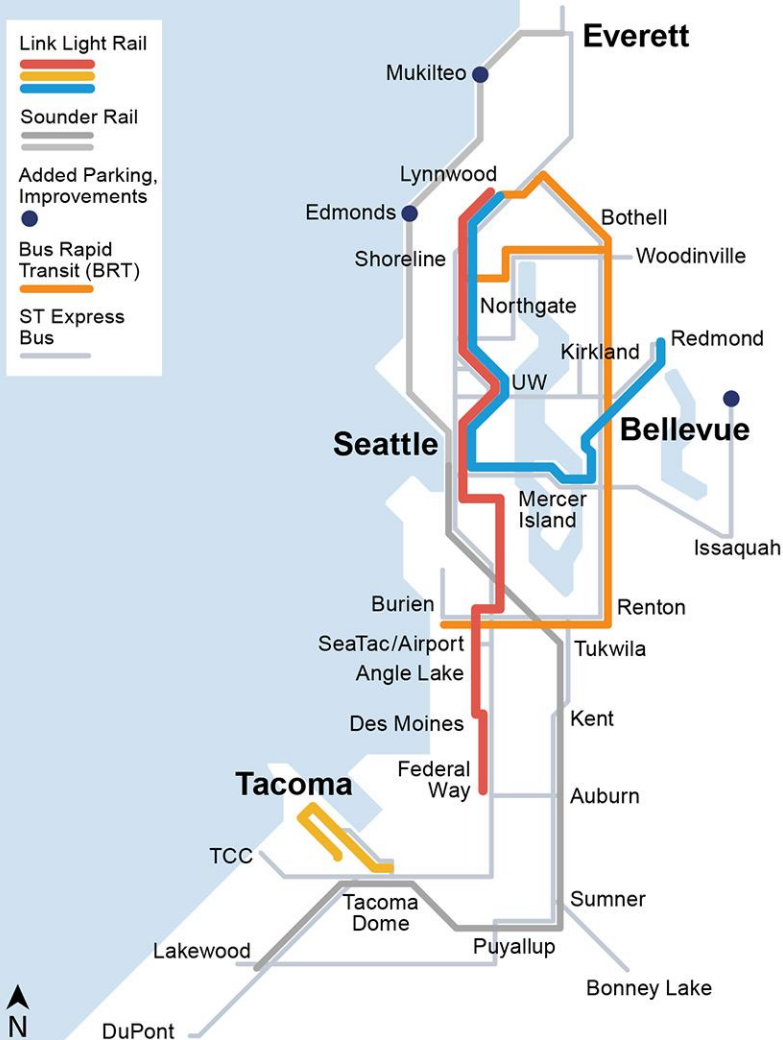 Link Light Rail
Sounder Rail
Added Parking,
Improvements
Bus Rapid
Transit (BRT)
ST Express
Bus
Everett
Mukilteo
Lynnwood
Edmonds
Bothell
Shoreline
Woodinville
Northgate
Redmond
Kirkland
UW
Bellevue
Seattle
Mercer
Island
Issaquah
Burien
Renton
SeaTac/Airport
Tukwila
Angle Lake
Des Moines
Kent
Federal
Way
Tacoma
Auburn
TCC
Tacoma
Dome
Sumner
Puyallup
Lakewood
Bonney Lake
DuPont
N